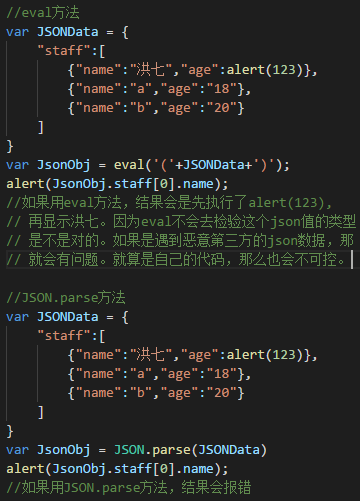 //eval方法
var JSONData = {
    "staff":[
        {"name":"洪七","age":alert(123)},
        {"name":"a","age":"18"},
        {"name":"b","age":"20"}
    ]
}
var JsonObj = eval('('+JSONData+')');
alert(JsonObj.staff[0].name);
//如果用eval方法，结果会是先执行了alert(123),
// 再显示洪七。因为eval不会去检验这个json值的类型
// 是不是对的。如果是遇到恶意第三方的json数据，那
// 就会有问题。就算是自己的代码，那么也会不可控。

//JSON.parse方法
var JSONData = {
    "staff":[
        {"name":"洪七","age":alert(123)},
        {"name":"a","age":"18"},
        {"name":"b","age":"20"}
    ]
}
var JsonObj = JSON.parse(JSONData)
alert(JsonObj.staff[0].name);
//如果用JSON.parse方法，结果会报错